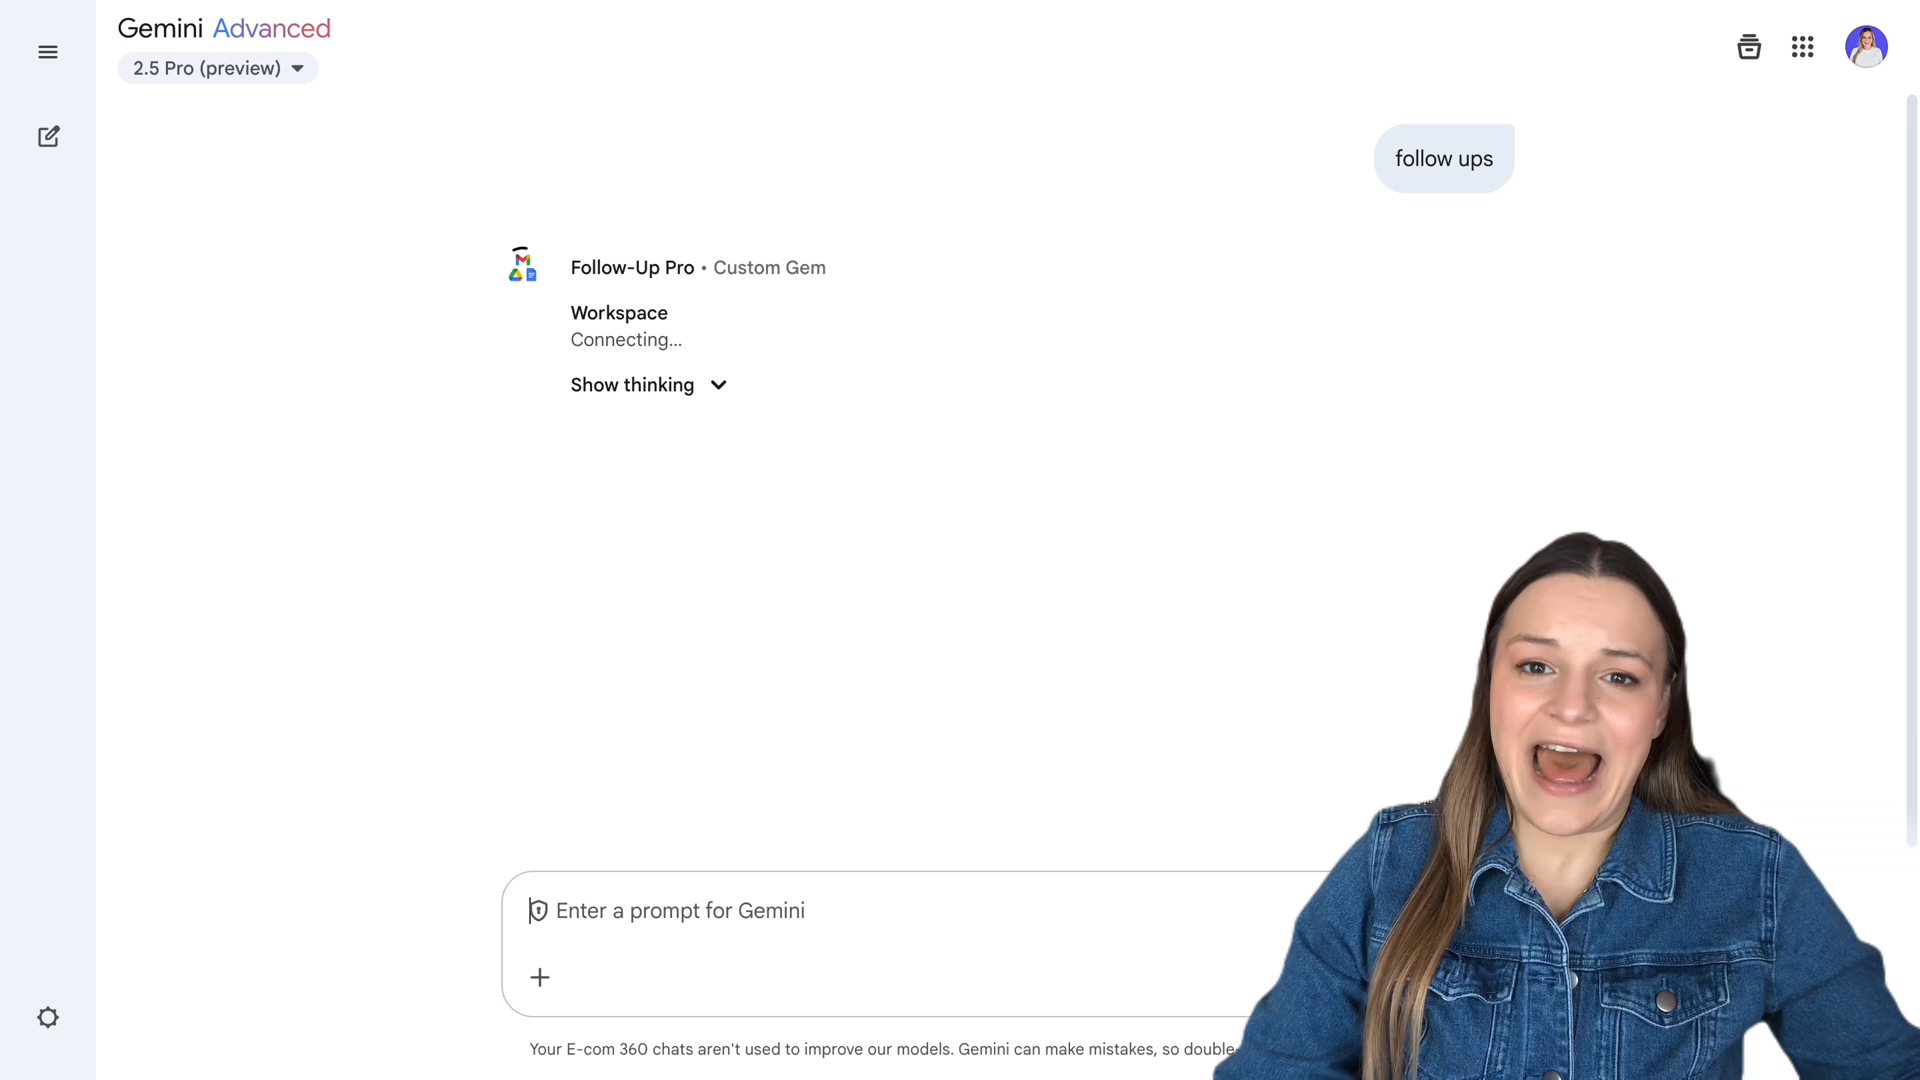 Gemini Advanced
2.5 Pro (preview)
follow ups
Follow-Up Pro • Custom Gem
Workspace
Connecting...
Show thinking
Enter a prompt for Gemini
Your E-com 360 chats aren't used to improve our models. Gemini can make mistakes, so double-